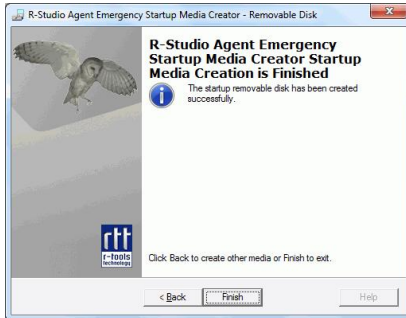 R-Studio Agent Emergency Startup Media Creator - Removable Disk
R-Studio Agent Emergency
Startup Media Creator Startup
Media Creation is Finished
The startup removable disk has been created
successfully.
rtt
r-tools
technology
Click Back to create other media or Finish to exit.
< Back
Finish
Help